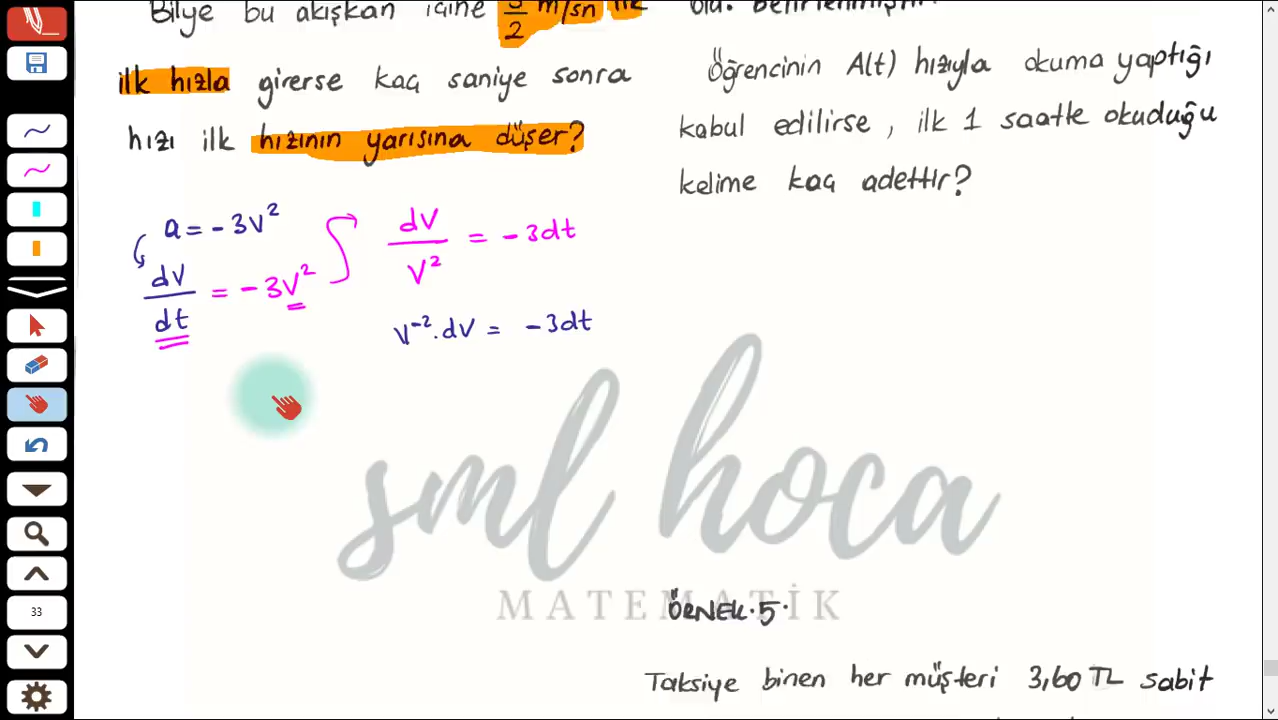 Bilye bu akışkan içine 3/2 m/sn ilk
ilk hızla girerse kaç saniye sonra
hızı ilk hızının yarısına düşer?
a = -3V²
dV/dt = -3V²
∫ dV/V² = -3dt
V⁻².dV = -3dt
Öğrencinin A(t) hızıyla okuma yaptığı
kabul edilirse, ilk 1 saatte okuduğu
kelime kaç adettir?
sml hoca
MATEMATİK
ÖRNEK.5.
Taksiye binen her müşteri 3,60 TL sabit
33